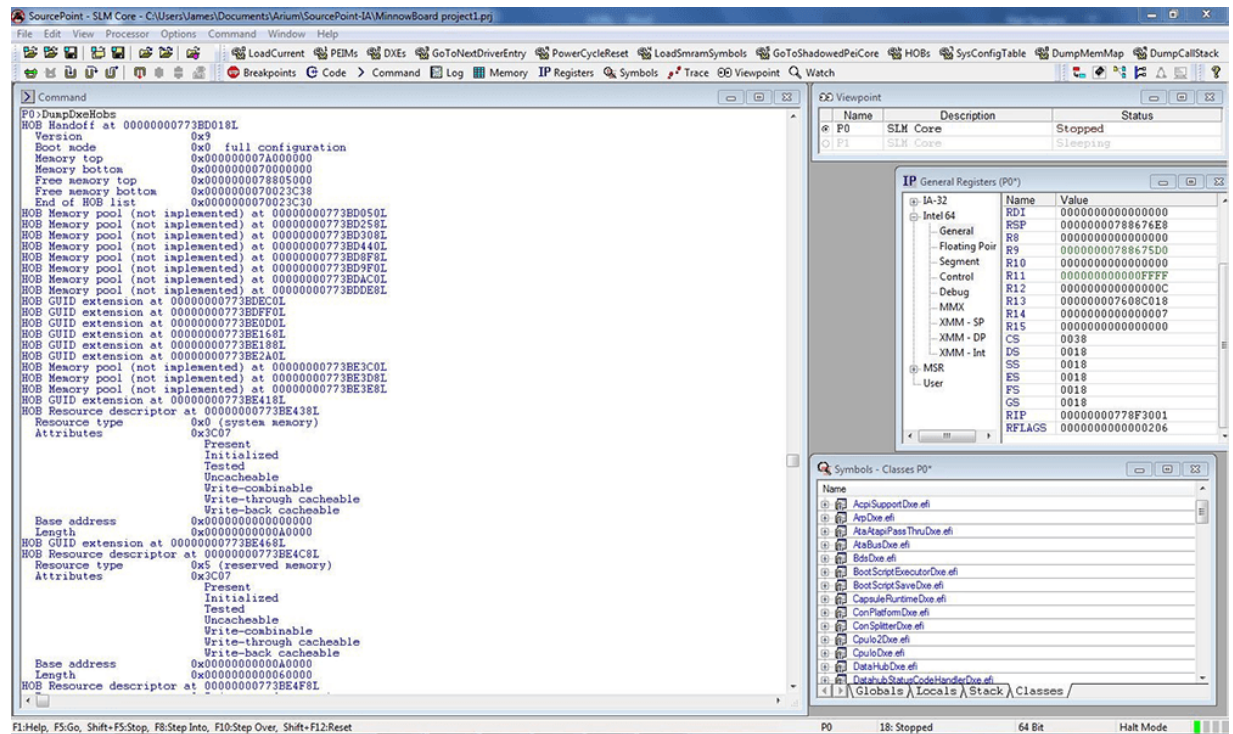 SourcePoint - SLM Core - C:\Users\James\Documents\Arium\SourcePoint-IA\MinnowBoard project1.prj
File Edit View Processor Options Command Window Help
LoadCurrent PEIMs DXEs GoToNextDriverEntry PowerCycleReset LoadSmramSymbols GoToShadowedPeiCore HOBs SysConfigTable DumpMemMap DumpCallStack
Breakpoints Code Command Log Memory IP Registers Symbols Trace Viewpoint Watch
Command
P0>DumpDxeHobs
HOB Handoff at 00000000773BD018L
Version 0x9
Boot mode 0x0 full configuration
Memory top 0x000000007A000000
Memory bottom 0x0000000070000000
Free memory top 0x0000000078805000
Free memory bottom 0x0000000070023C38
End of HOB list 0x0000000070023C30
HOB Memory pool (not implemented) at 00000000773BD050L
HOB Memory pool (not implemented) at 00000000773BD258L
HOB Memory pool (not implemented) at 00000000773BD308L
HOB Memory pool (not implemented) at 00000000773BD440L
HOB Memory pool (not implemented) at 00000000773BD8F8L
HOB Memory pool (not implemented) at 00000000773BD9F0L
HOB Memory pool (not implemented) at 00000000773BDAC0L
HOB Memory pool (not implemented) at 00000000773BDDE8L
HOB GUID extension at 00000000773BDEC0L
HOB GUID extension at 00000000773BDFF0L
HOB GUID extension at 00000000773BE0D0L
HOB GUID extension at 00000000773BE168L
HOB GUID extension at 00000000773BE188L
HOB GUID extension at 00000000773BE2A0L
HOB Memory pool (not implemented) at 00000000773BE3C0L
HOB Memory pool (not implemented) at 00000000773BE3D8L
HOB Memory pool (not implemented) at 00000000773BE3E8L
HOB GUID extension at 00000000773BE418L
HOB Resource descriptor at 00000000773BE438L
Resource type 0x0 (system memory)
Attributes 0x3C07
Present
Initialized
Tested
Uncacheable
Write-combinable
Write-through cacheable
Write-back cacheable
Base address 0x0000000000000000
Length 0x00000000000A0000
HOB GUID extension at 00000000773BE468L
HOB Resource descriptor at 00000000773BE4C8L
Resource type 0x5 (reserved memory)
Attributes 0x3C07
Present
Initialized
Tested
Uncacheable
Write-combinable
Write-through cacheable
Write-back cacheable
Base address 0x00000000000A0000
Length 0x0000000000060000
HOB Resource descriptor at 00000000773BE4F8L
Viewpoint
Name Description Status
P0 SLM Core Stopped
P1 SLM Core Sleeping
IP General Registers (P0*)
IA-32
Intel 64
General
Floating Poir
Segment
Control
Debug
MMX
XMM - SP
XMM - DP
XMM - Int
MSR
User
Name Value
RDI 0000000000000000
RSP 00000000788676E8
R8 0000000000000000
R9 00000000788675D0
R10 0000000000000000
R11 000000000000FFFF
R12 000000000000000C
R13 000000007608C018
R14 0000000000000007
R15 0000000000000000
CS 0038
DS 0018
SS 0018
ES 0018
FS 0018
GS 0018
RIP 00000000778F3001
RFLAGS 0000000000000206
Symbols - Classes P0*
Name
AcpiSupportDxe.efi
ArpDxe.efi
AtaAtapiPassThruDxe.efi
AtaBusDxe.efi
BdsDxe.efi
BootScriptExecutorDxe.efi
BootScriptSaveDxe.efi
CapsuleRuntimeDxe.efi
ConPlatformDxe.efi
ConSplitterDxe.efi
CpuIo2Dxe.efi
CpuIoDxe.efi
DataHubDxe.efi
DatahubStatusCodeHandlerDxe.efi
Globals Locals Stack Classes
F1:Help, F5:Go, Shift+F5:Stop, F8:Step Into, F10:Step Over, Shift+F12:Reset
P0 18: Stopped 64 Bit Halt Mode